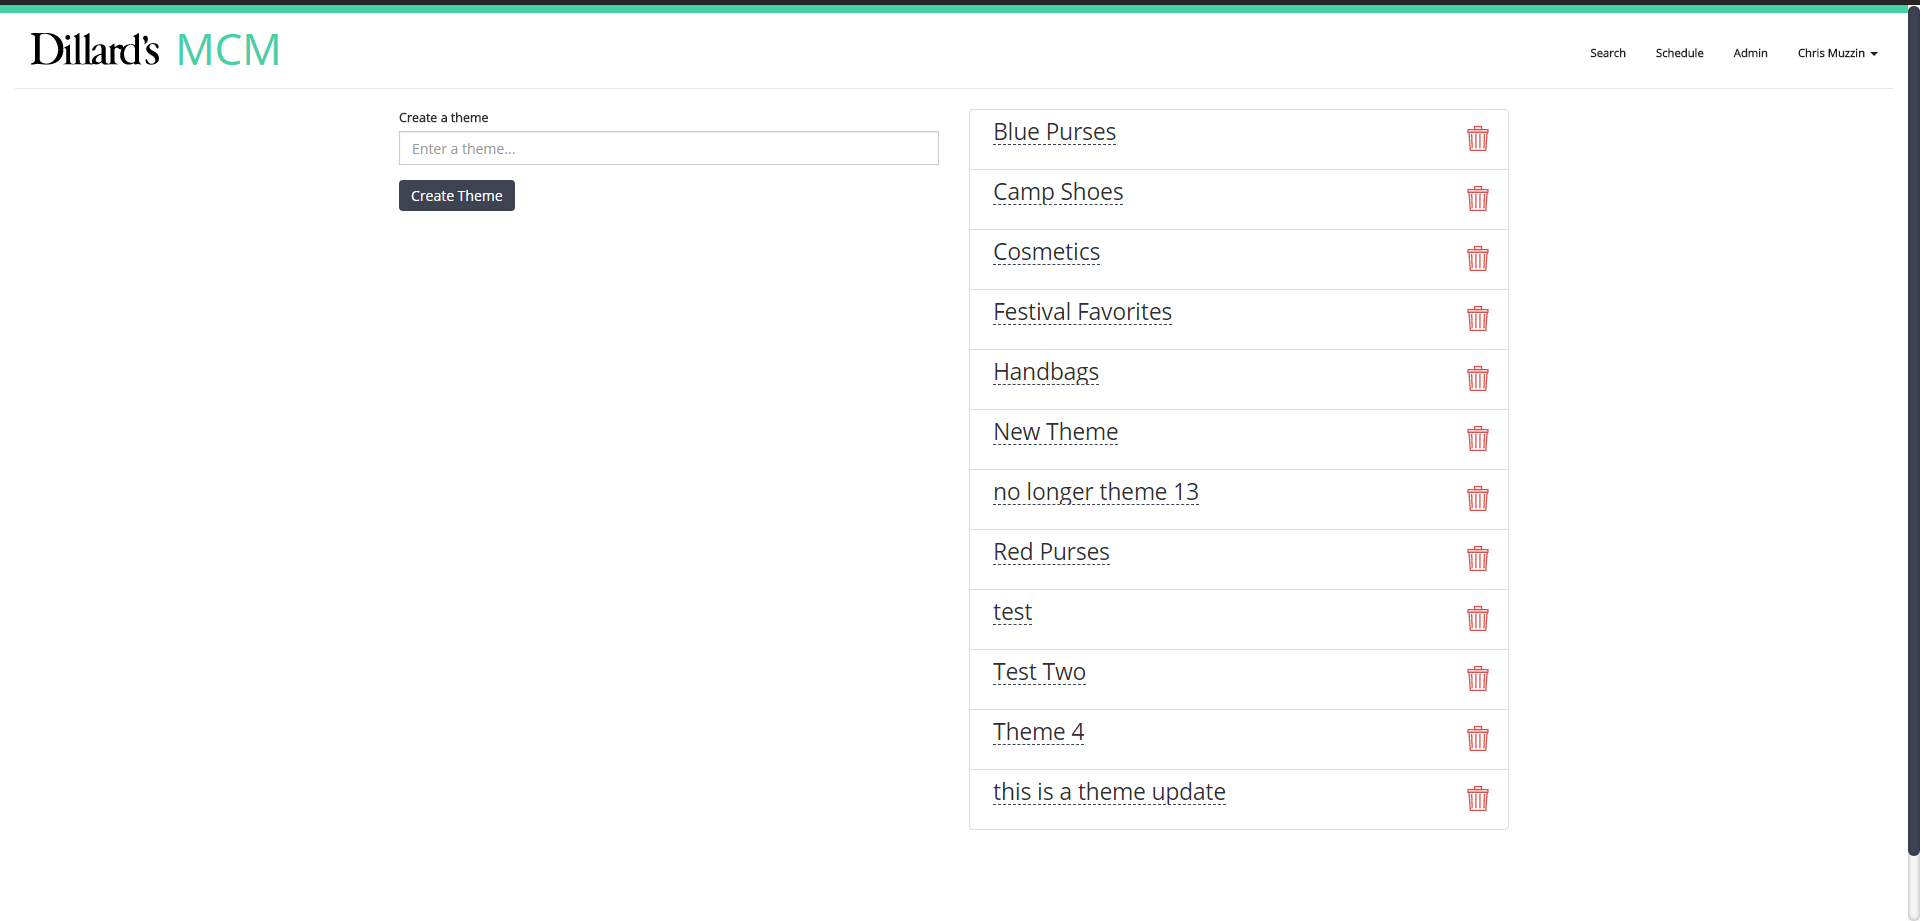 Dillard's MCM
Search Schedule Admin Chris Muzzin
Create a theme
Enter a theme...
Create Theme
Blue Purses
Camp Shoes
Cosmetics
Festival Favorites
Handbags
New Theme
no longer theme 13
Red Purses
test
Test Two
Theme 4
this is a theme update